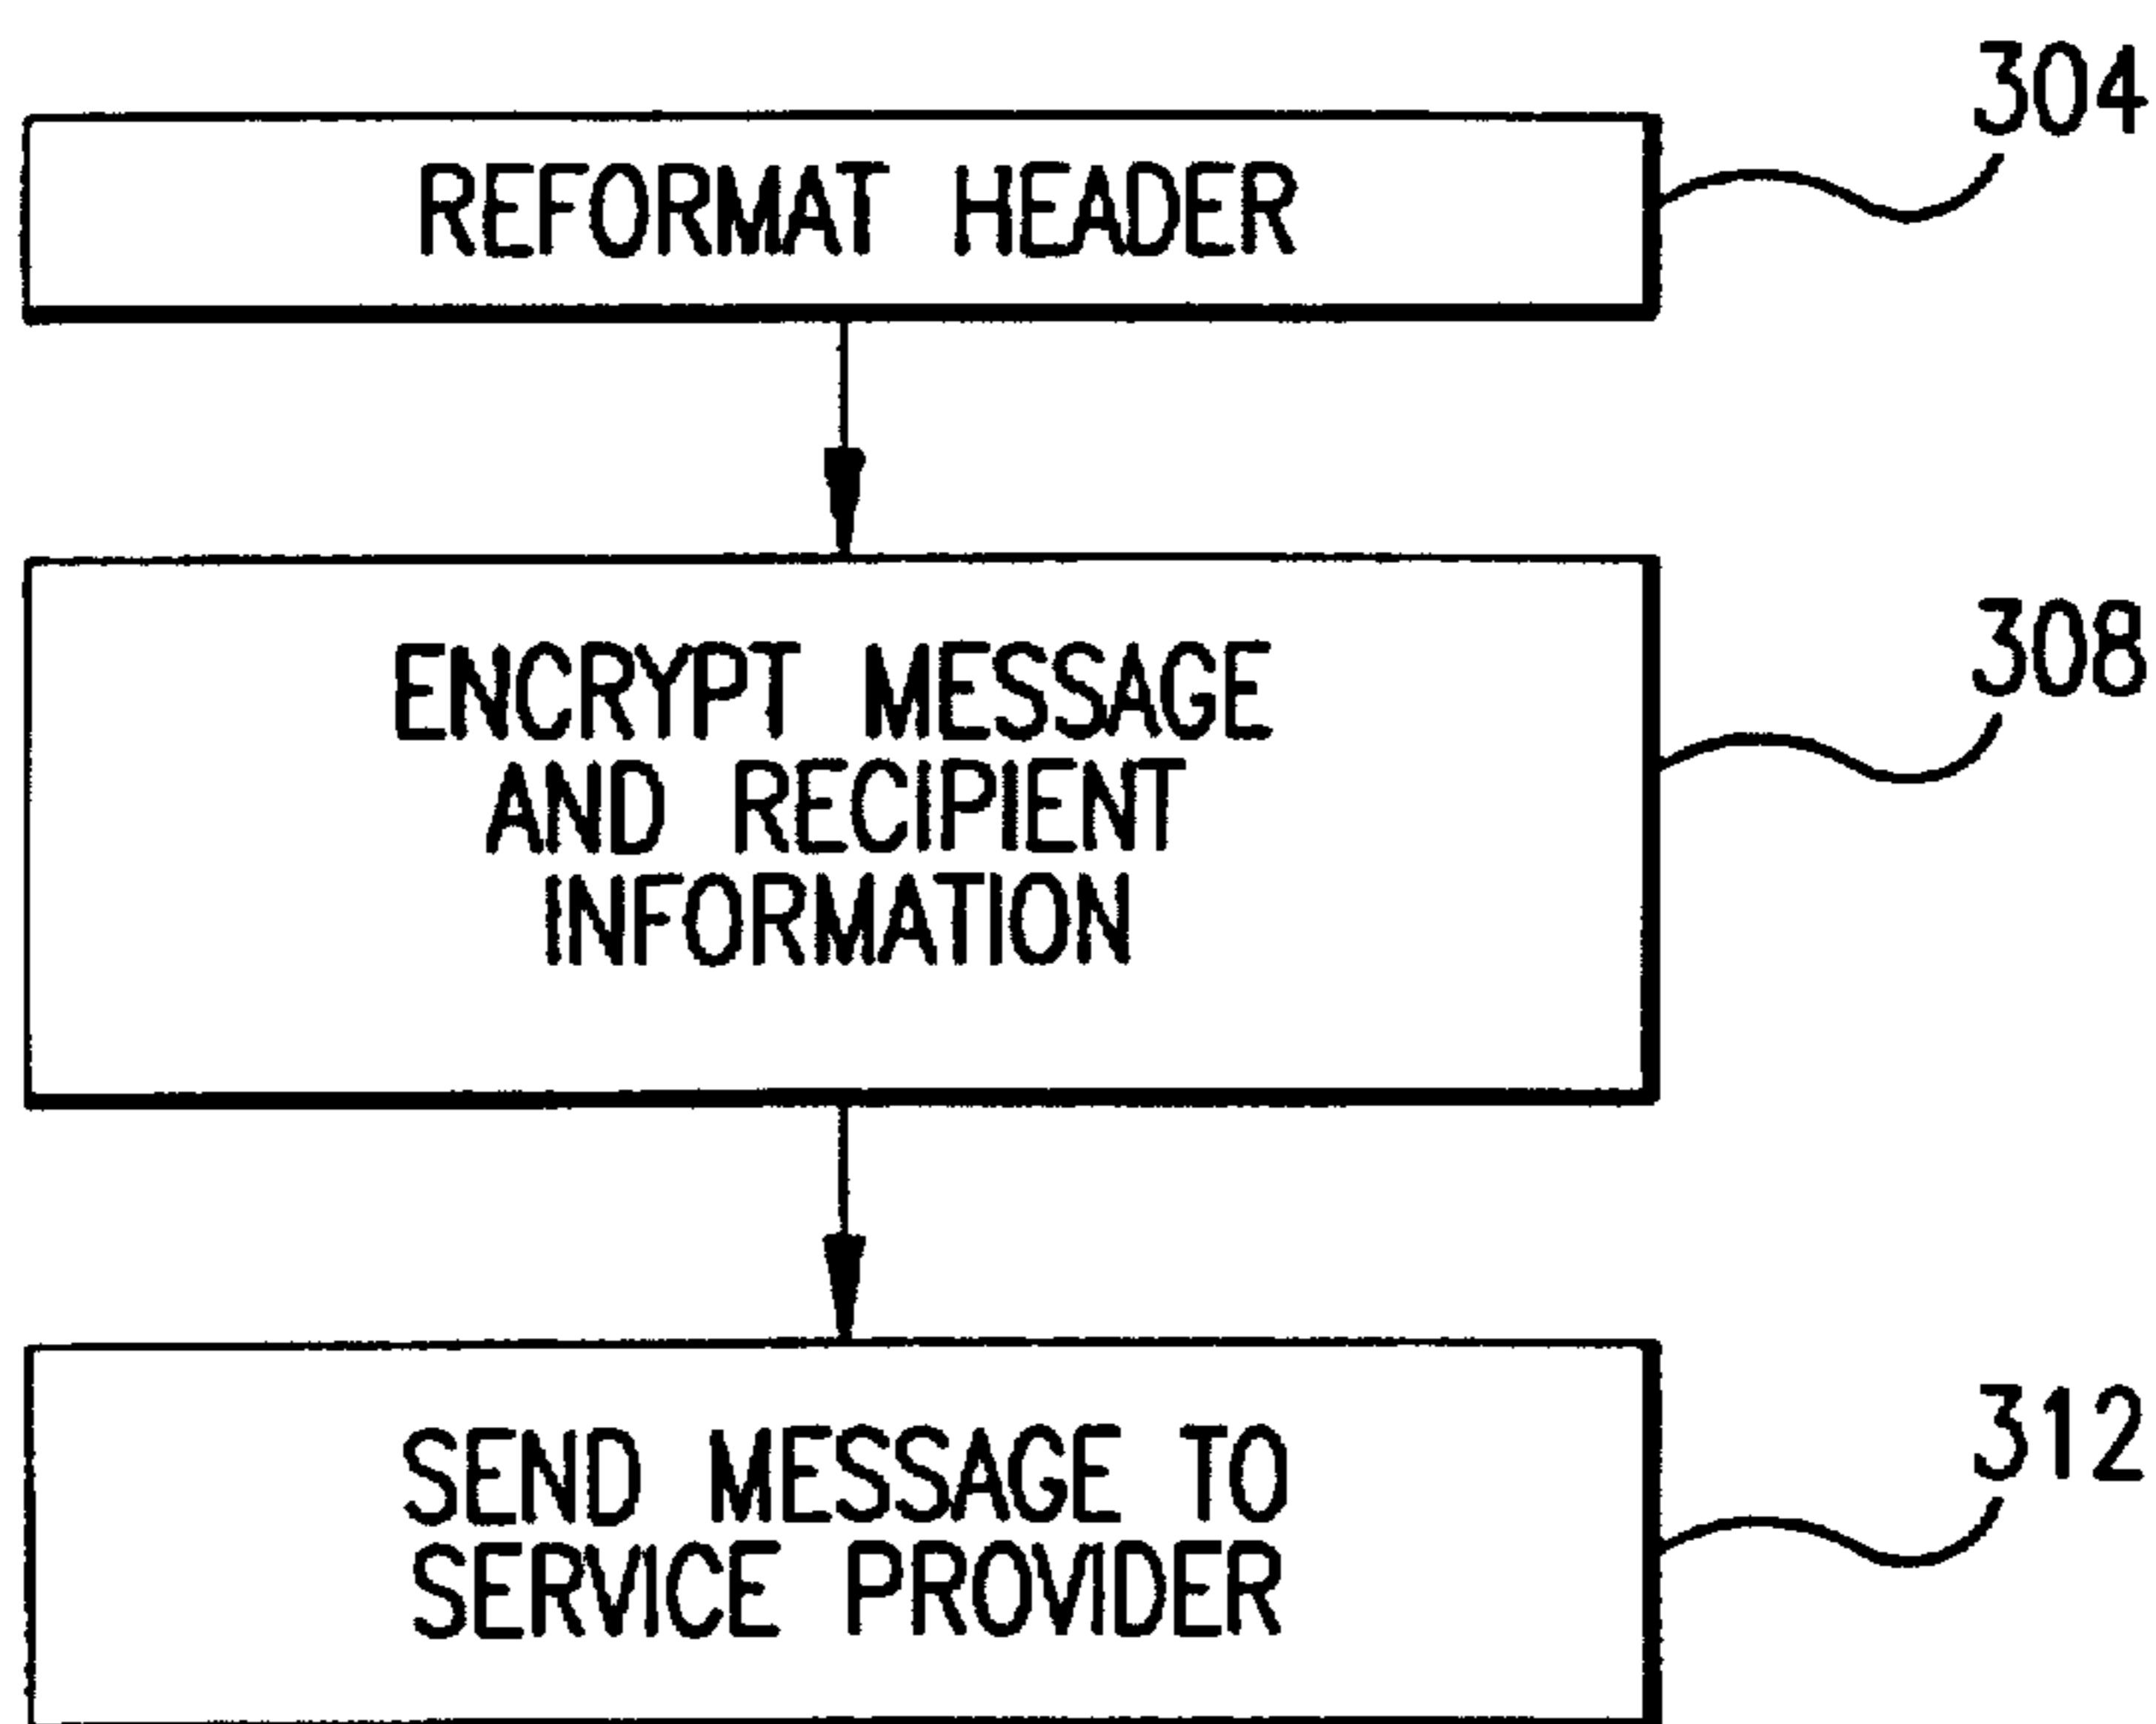 304
REFORMAT HEADER
308
ENCRYPT MESSAGE
AND RECIPIENT
INFORMATION
312
SEND MESSAGE TO
SERVICE PROVIDER